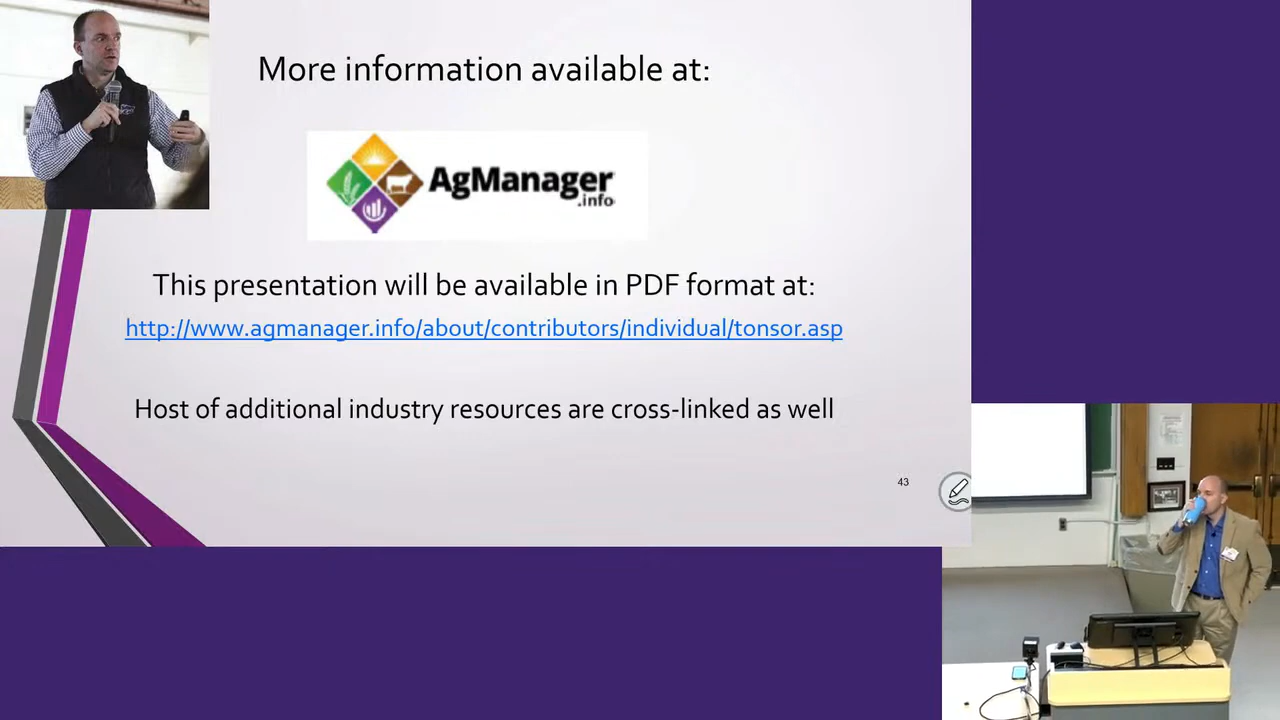 More information available at:
AgManager
.info
This presentation will be available in PDF format at:
http://www.agmanager.info/about/contributors/individual/tonsor.asp
Host of additional industry resources are cross-linked as well
43